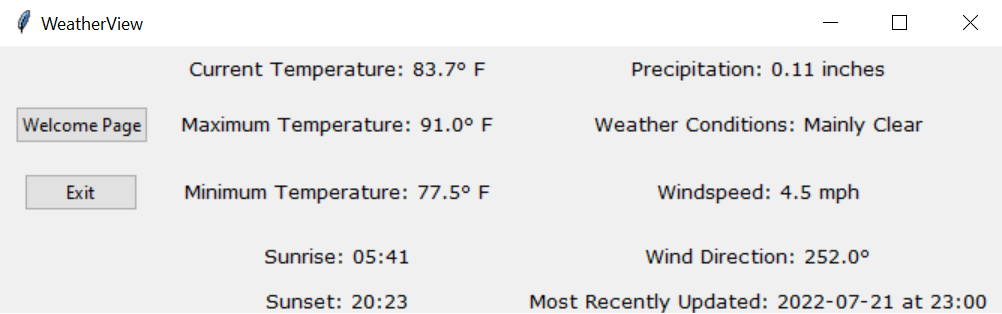 WeatherView
Current Temperature: 83.7° F
Precipitation: 0.11 inches
Welcome Page
Maximum Temperature: 91.0° F
Weather Conditions: Mainly Clear
Exit
Minimum Temperature: 77.5° F
Windspeed: 4.5 mph
Sunrise: 05:41
Wind Direction: 252.0°
Sunset: 20:23
Most Recently Updated: 2022-07-21 at 23:00